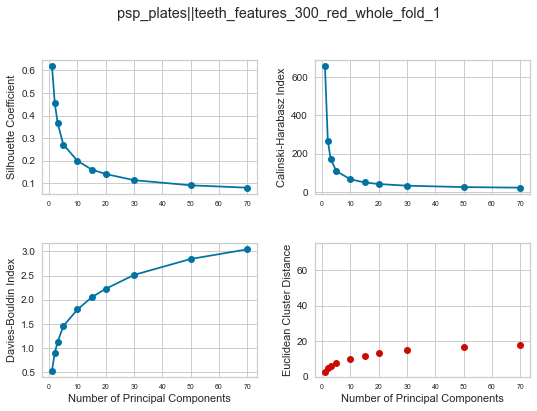 psp_plates||teeth_features_300_red_whole_fold_1
Silhouette Coefficient
0.6
0.5
0.4
0.3
0.2
0.1
0 10 20 30 40 50 60 70
Calinski-Harabasz Index
600
400
200
0
0 10 20 30 40 50 60 70
Davies-Bouldin Index
3.0
2.5
2.0
1.5
1.0
0.5
0 10 20 30 40 50 60 70
Number of Principal Components
Euclidean Cluster Distance
60
40
20
0
0 10 20 30 40 50 60 70
Number of Principal Components